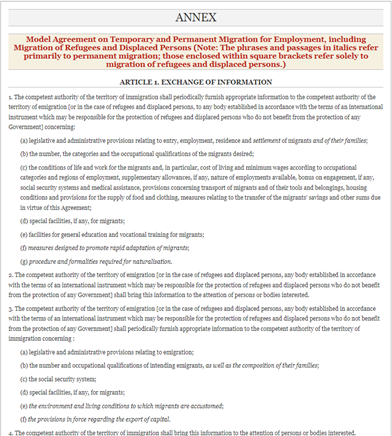 ANNEX
Model Agreement on Temporary and Permanent Migration for Employment, including
Migration of Refugees and Displaced Persons (Note: The phrases and passages in italics refer
primarily to permanent migration; those enclosed within square brackets refer solely to
migration of refugees and displaced persons.)
ARTICLE 1. EXCHANGE OF INFORMATION
1. The competent authority of the territory of immigration shall periodically furnish appropriate information to the competent authority of the
territory of emigration [or in the case of refugees and displaced persons, to any body established in accordance with the terms of an international
instrument which may be responsible for the protection of refugees and displaced persons who do not benefit from the protection of any
Government] concerning:
(a) legislative and administrative provisions relating to entry, employment, residence and settlement of migrants and of their families;
(b) the number, the categories and the occupational qualifications of the migrants desired;
(c) the conditions of life and work for the migrants and, in particular, cost of living and minimum wages according to occupational
categories and regions of employment, supplementary allowances, if any, nature of employments available, bonus on engagement, if any,
social security systems and medical assistance, provisions concerning transport of migrants and of their tools and belongings, housing
conditions and provisions for the supply of food and clothing, measures relating to the transfer of the migrants' savings and other sums due
in virtue of this Agreement;
(d) special facilities, if any, for migrants;
(e) facilities for general education and vocational training for migrants;
(f) measures designed to promote rapid adaptation of migrants;
(g) procedure and formalities required for naturalisation.
2. The competent authority of the territory of emigration [or in the case of refugees and displaced persons, any body established in accordance
with the terms of an international instrument which may be responsible for the protection of refugees and displaced persons who do not benefit
from the protection of any Government] shall bring this information to the attention of persons or bodies interested.
3. The competent authority of the territory of emigration [or in the case of refugees and displaced persons, any body established in accordance
with the terms of an international instrument which may be responsible for the protection of refugees and displaced persons who do not benefit
from the protection of any Government] shall periodically furnish appropriate information to the competent authority of the territory of
immigration concerning :
(a) legislative and administrative provisions relating to emigration;
(b) the number and occupational qualifications of intending emigrants, as well as the composition of their families;
(c) the social security system;
(d) special facilities, if any, for migrants;
(e) the environment and living conditions to which migrants are accustomed;
(f) the provisions in force regarding the export of capital.
4. The competent authority of the territory of immigration shall bring this information to the attention of persons or bodies interested.